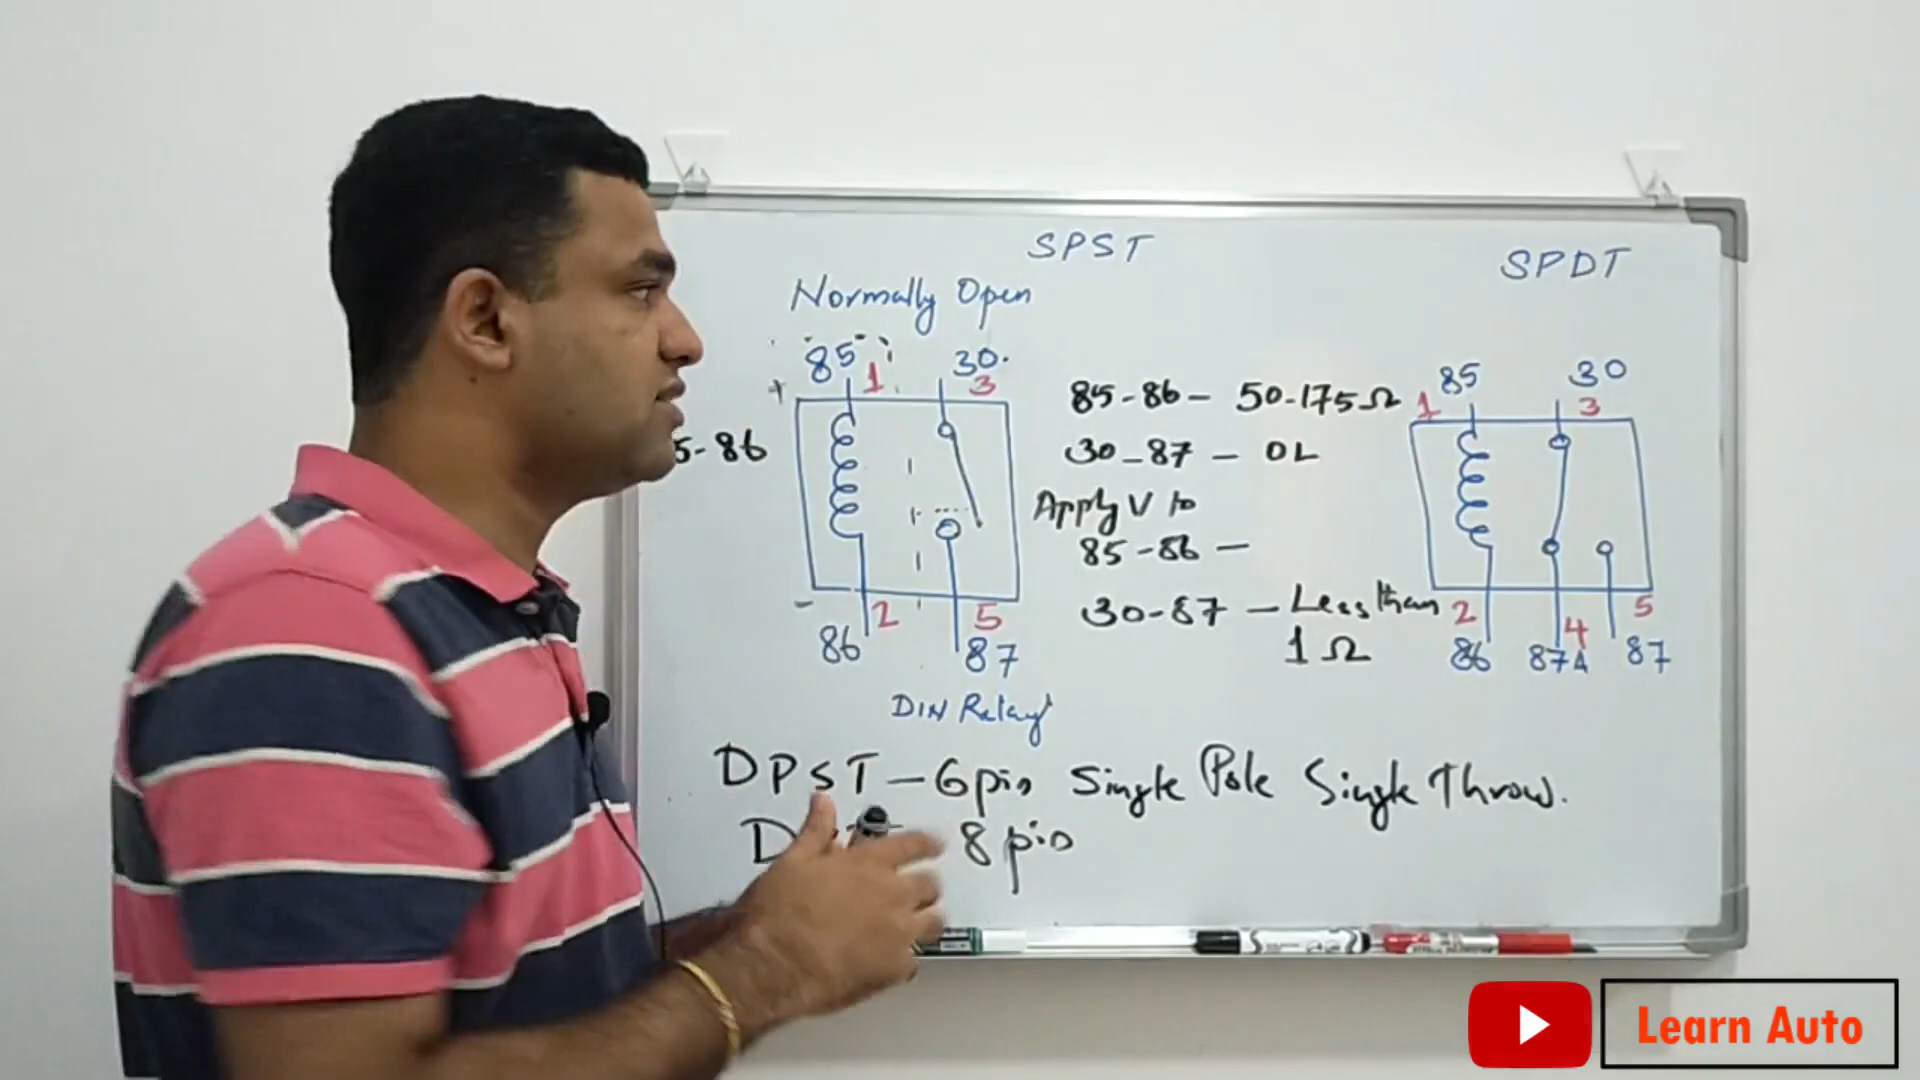 SPST
SPDT
Normally Open
85 1 30 3
+
5-86
-
2 5
86 87
DIN Relay
85-86 - 50-175Ω
30-87 - OL
Apply V to
85-86 -
30-87 - Less than
1Ω
85 30
1 3
2 4 5
86 87A 87
DPST - 6pin Single Pole Single Throw.
8pin
Learn Auto